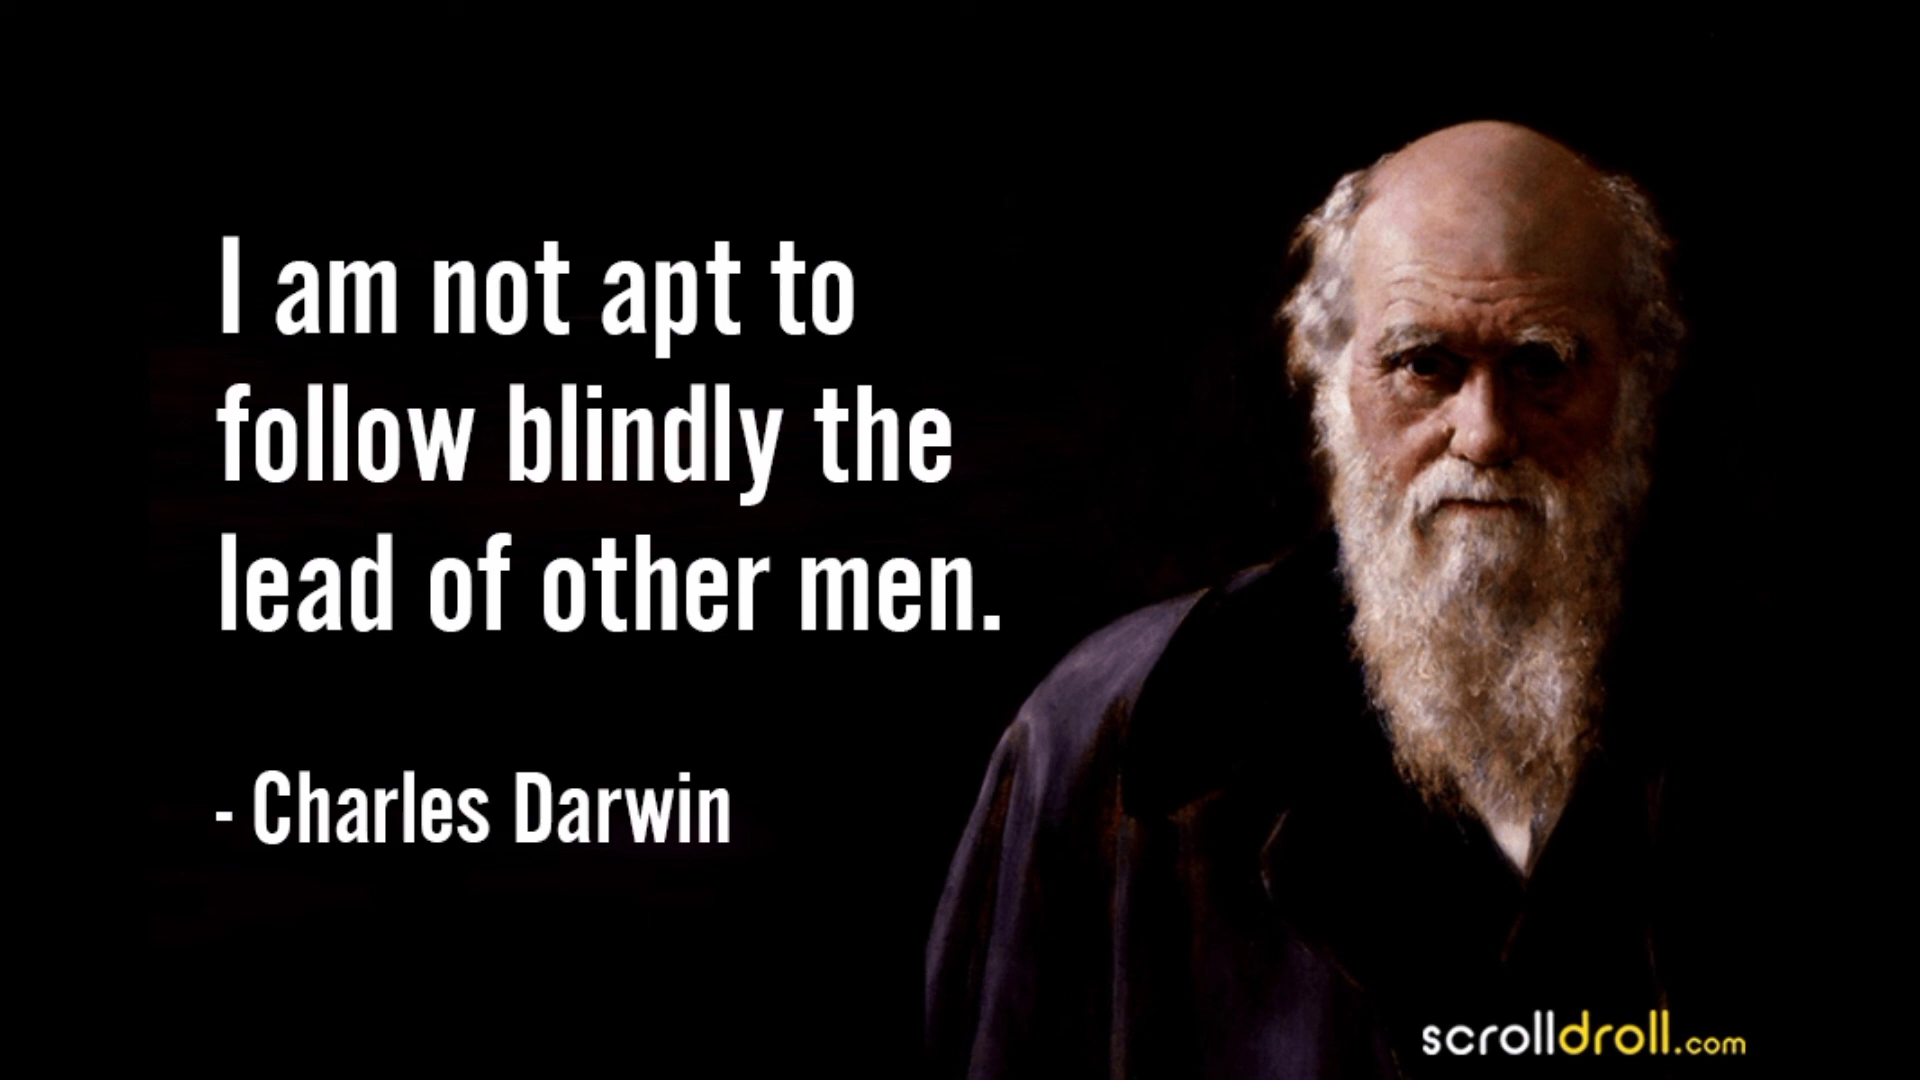 I am not apt to
follow blindly the
lead of other men.
- Charles Darwin
scrolldroll.com